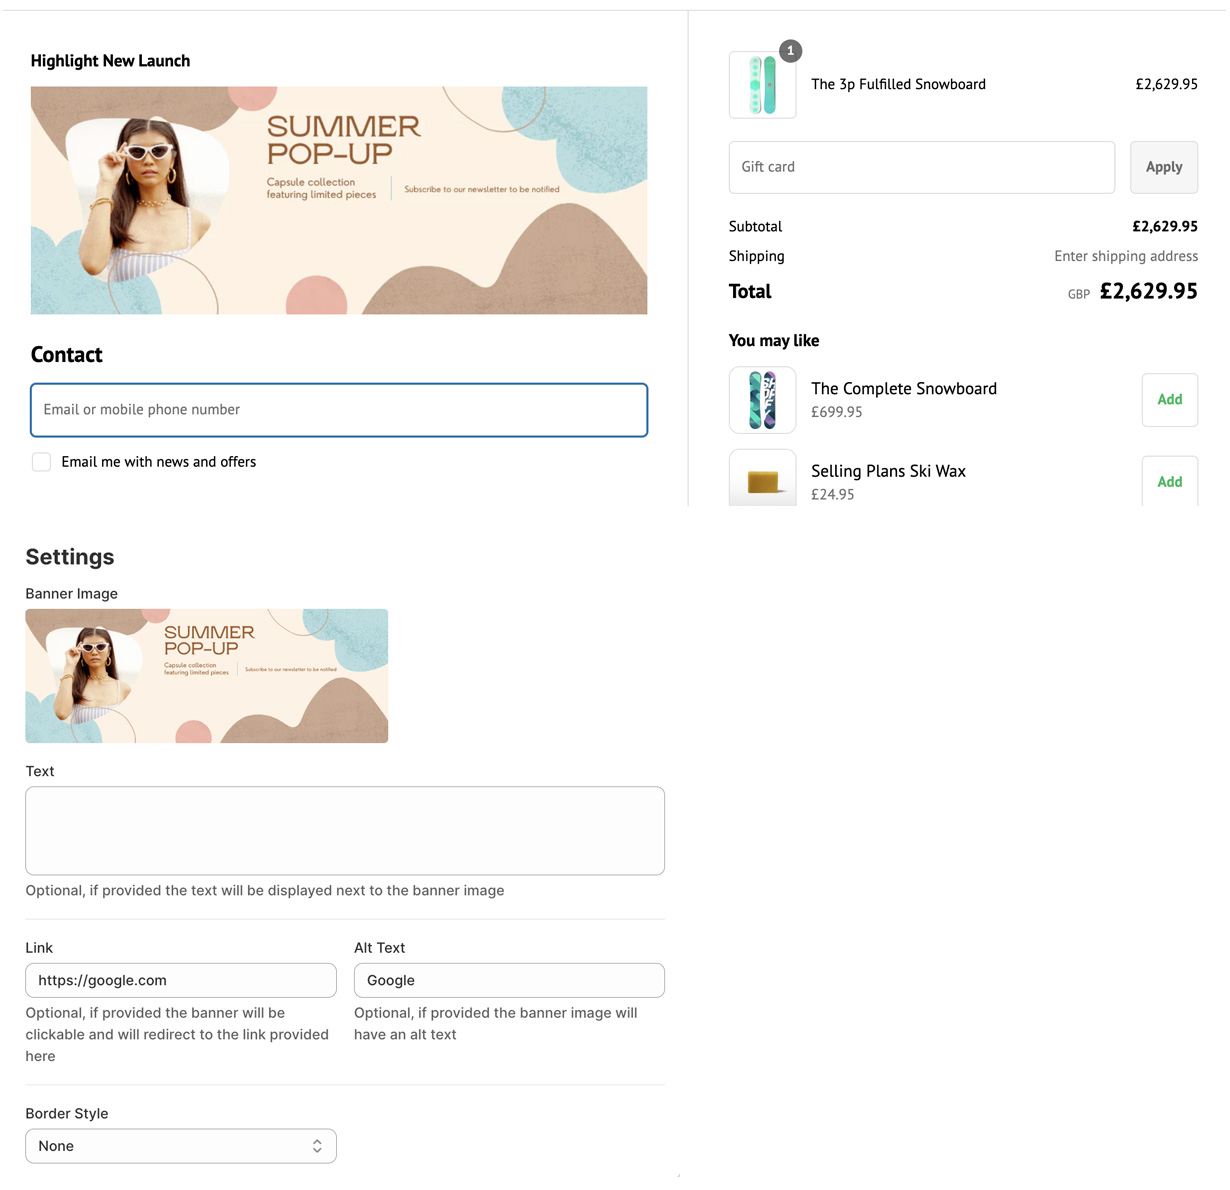 Highlight New Launch
SUMMER
POP-UP
Capsule collection
featuring limited pieces
Subscribe to our newsletter to be notified
Contact
Email or mobile phone number
Email me with news and offers
1
The 3p Fulfilled Snowboard
£2,629.95
Gift card
Apply
Subtotal
£2,629.95
Shipping
Enter shipping address
Total
GBP £2,629.95
You may like
The Complete Snowboard
£699.95
Add
Selling Plans Ski Wax
£24.95
Add
Settings
Banner Image
SUMMER
POP-UP
Capsule collection
featuring limited pieces
Subscribe to our newsletter to be notified
Text
Optional, if provided the text will be displayed next to the banner image
Link
https://google.com
Optional, if provided the banner will be
clickable and will redirect to the link provided
here
Alt Text
Google
Optional, if provided the banner image will
have an alt text
Border Style
None